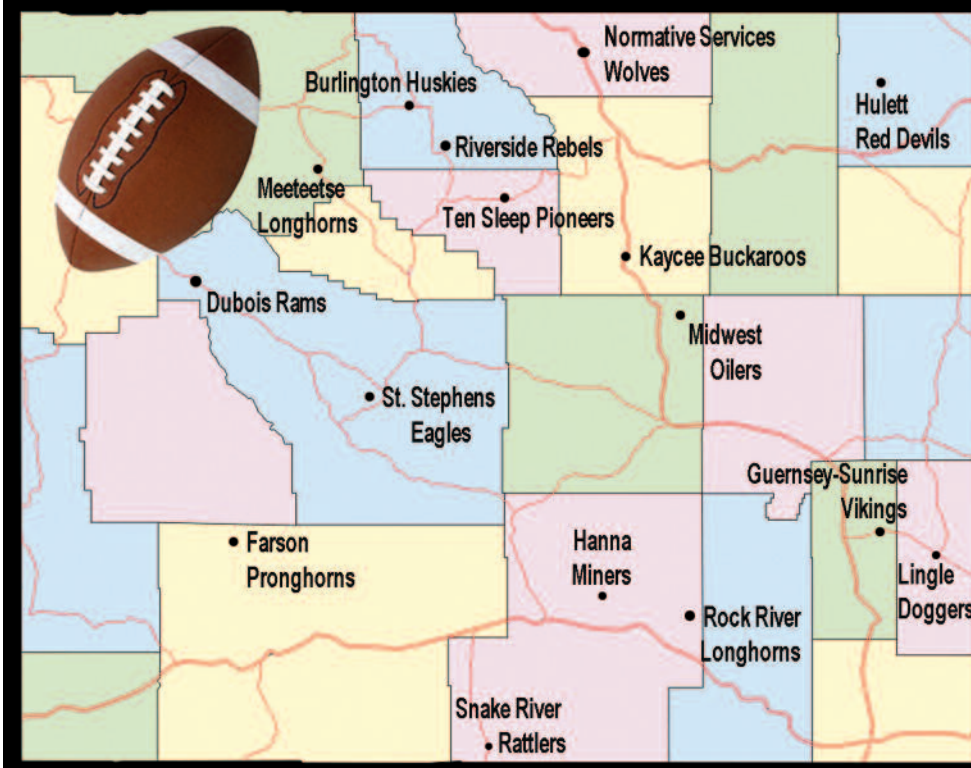 Normative Services
Wolves
Burlington Huskies
Hulett
Red Devils
Riverside Rebels
Meeteetse
Longhorns
Ten Sleep Pioneers
Kaycee Buckaroos
Dubois Rams
Midwest
Oilers
St. Stephens
Eagles
Guernsey-Sunrise
Vikings
Farson
Pronghorns
Hanna
Miners
Lingle
Doggers
Rock River
Longhorns
Snake River
Rattlers